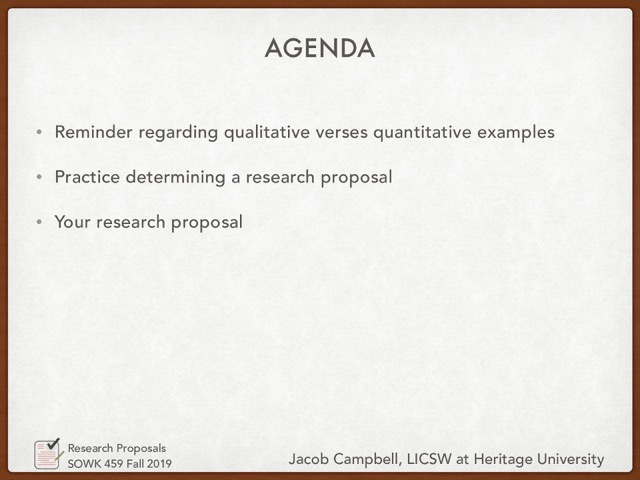 AGENDA
• Reminder regarding qualitative verses quantitative examples
• Practice determining a research proposal
• Your research proposal
Research Proposals
SOWK 459 Fall 2019
Jacob Campbell, LICSW at Heritage University